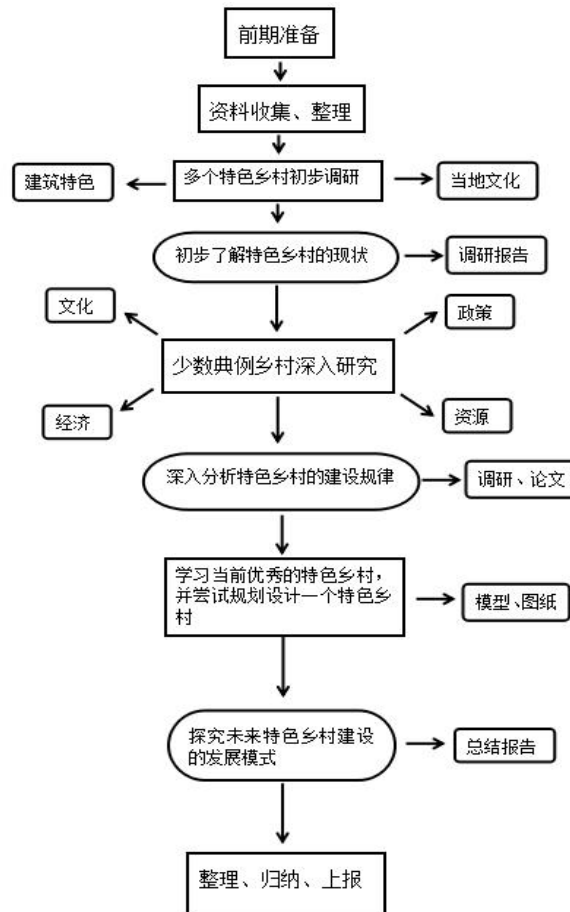 前期准备
资料收集、整理
建筑特色
多个特色乡村初步调研
当地文化
初步了解特色乡村的现状
调研报告
文化
政策
少数典例乡村深入研究
经济
资源
深入分析特色乡村的建设规律
调研、论文
学习当前优秀的特色乡村，
并尝试规划设计一个特色乡
村
模型、图纸
探究未来特色乡村建设
的发展模式
总结报告
整理、归纳、上报